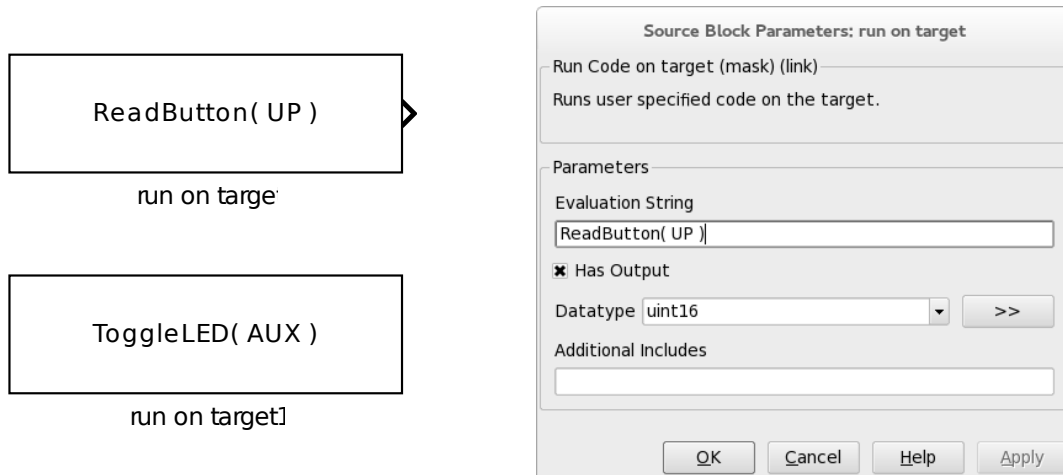 ReadButton( UP )
run on targe
ToggleLED( AUX )
run on target1
Source Block Parameters: run on target
Run Code on target (mask) (link)
Runs user specified code on the target.
Parameters
Evaluation String
ReadButton( UP )
Has Output
Datatype uint16 >>
Additional Includes
OK Cancel Help Apply